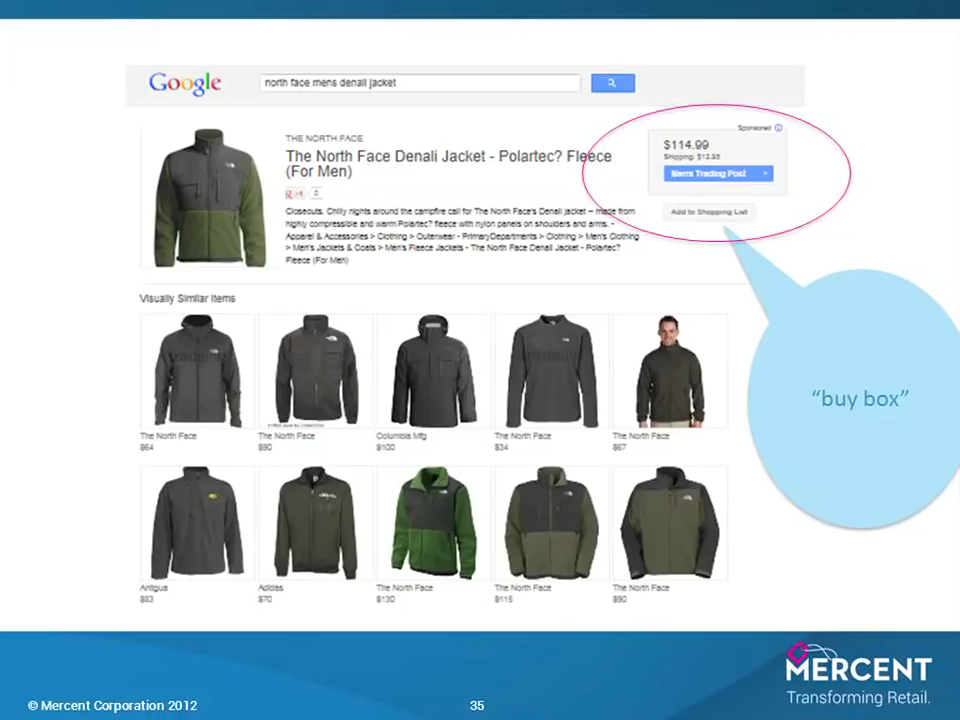 Google
north face mens denali jacket
Sponsored
THE NORTH FACE
The North Face Denali Jacket - Polartec? Fleece
(For Men)
+1 0
$114.99
Shipping: $13.95
Sierra Trading Post
Add to Shopping List
Closeouts. Chilly nights around the campfire call for The North Face's Denali jacket – made from
highly compressible and warm Polartec? fleece with nylon panels on shoulders and arms. -
Apparel & Accessories > Clothing > Outerwear - PrimaryDepartments > Clothing > Men's Clothing
> Men's Jackets & Coats > Men's Fleece Jackets - The North Face Denali Jacket - Polartec?
Fleece (For Men)
Visually Similar Items
The North Face
$64
The North Face
$90
Columbia Mfg
$100
The North Face
$34
The North Face
$67
“buy box”
Antigua
$83
Adidas
$70
The North Face
$130
The North Face
$115
The North Face
$90
MERCENT
Transforming Retail.
© Mercent Corporation 2012
35